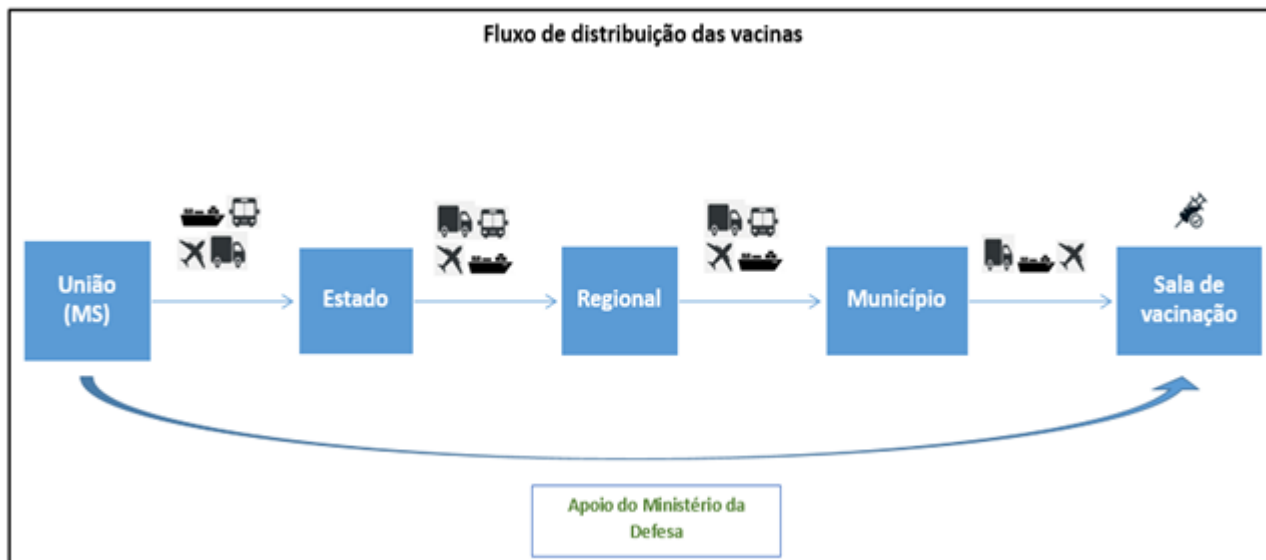 Fluxo de distribuição das vacinas
União
(MS)
Estado
Regional
Município
Sala de
vacinação
Apoio do Ministério da
Defesa